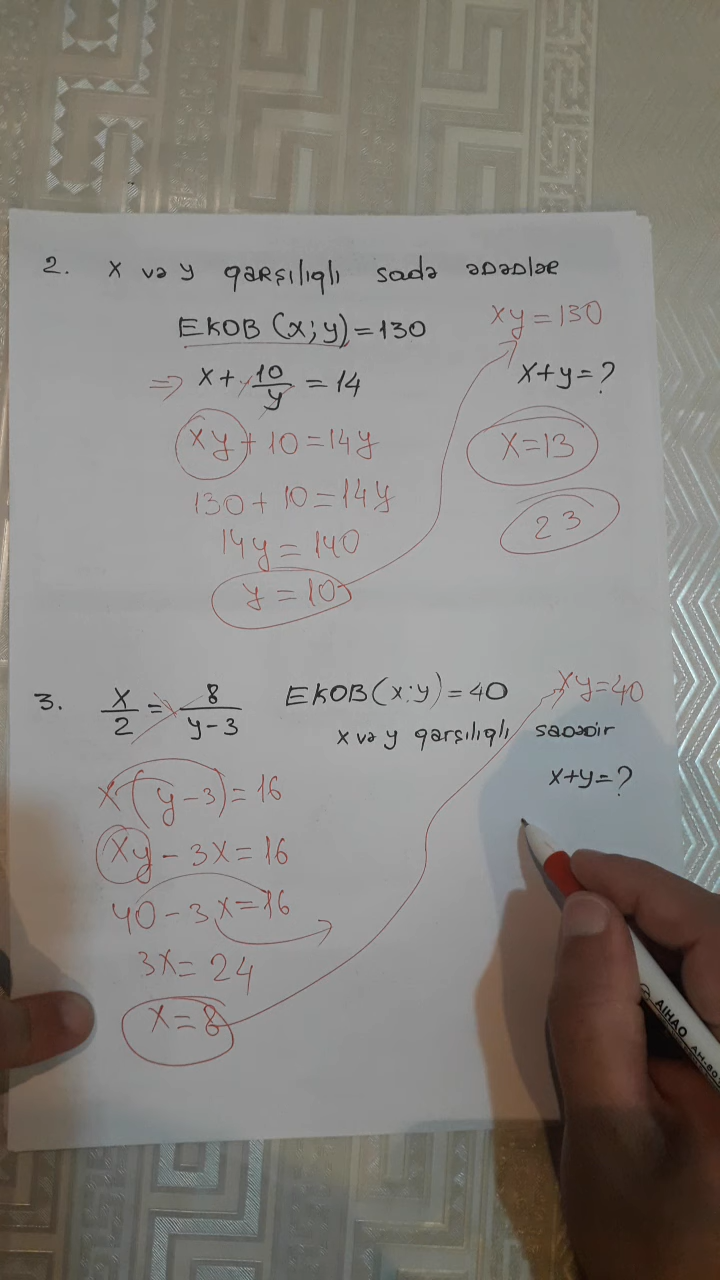 2. x və y qarşılıqlı sadə ədədlər
EKOB (x; y) = 130
xy = 130
⇒ x + 10/y = 14
x+y = ?
xy + 10 = 14y
x = 13
130 + 10 = 14y
23
14y = 140
y = 10
3. x/2 = 8/(y-3) EKOB (x; y) = 40 xy = 40
x və y qarşılıqlı sadədir
x+y = ?
x(y-3) = 16
xy - 3x = 16
40 - 3x = 16
3x = 24
x = 8
AIHAO